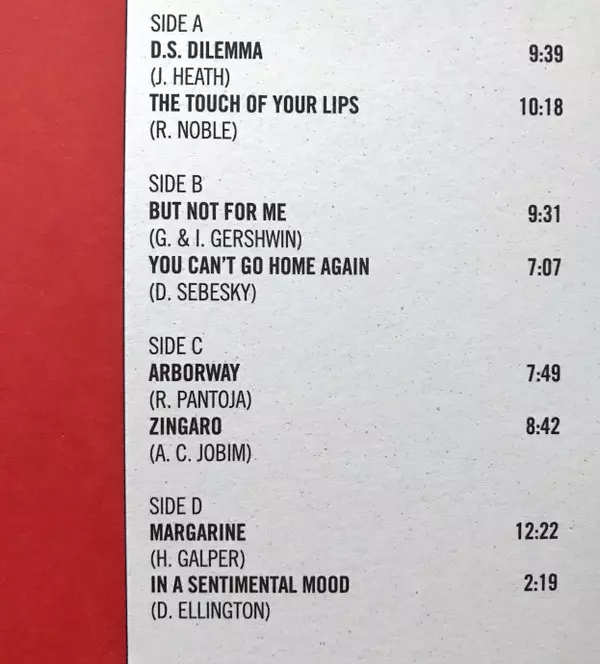 SIDE A
D.S. DILEMMA 9:39
(J. HEATH)
THE TOUCH OF YOUR LIPS 10:18
(R. NOBLE)
SIDE B
BUT NOT FOR ME 9:31
(G. & I. GERSHWIN)
YOU CAN'T GO HOME AGAIN 7:07
(D. SEBESKY)
SIDE C
ARBORWAY 7:49
(R. PANTOJA)
ZINGARO 8:42
(A. C. JOBIM)
SIDE D
MARGARINE 12:22
(H. GALPER)
IN A SENTIMENTAL MOOD 2:19
(D. ELLINGTON)